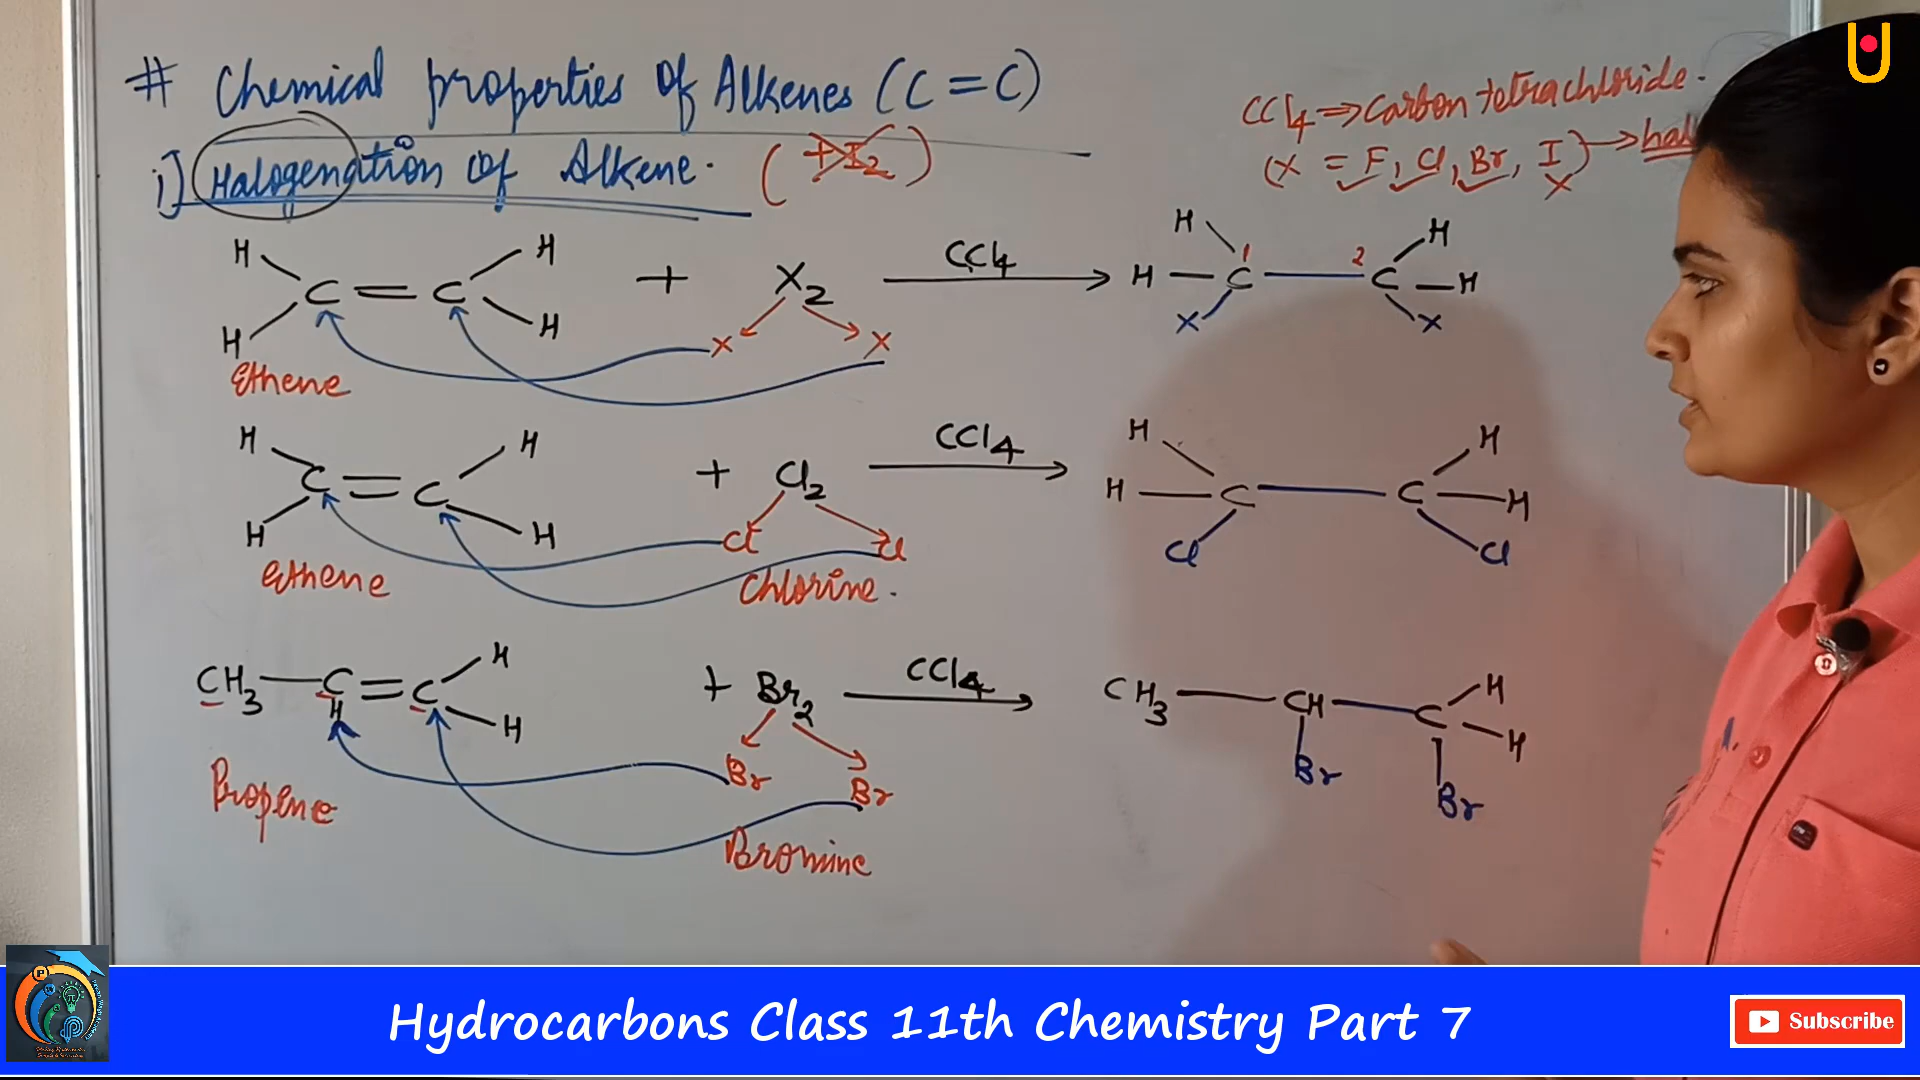 # Chemical properties of Alkenes (C = C)
CCl4 ⇒ Carbon tetrachloride.
i] Halogenation of Alkene. (I2)
(X = F, Cl, Br, I) → hal
H H + X2 CCl4 H 1 2 H
C = C H C C H
H H X X X X
Ethene
H H + Cl2 CCl4 H H
C = C H C C H
H H Cl Cl Cl Cl
Ethene Chlorine.
CH3 C = C H + Br2 CCl4 CH3 CH C H
H H Br Br Br Br H
Propene Bromine
Hydrocarbons Class 11th Chemistry Part 7
Subscribe